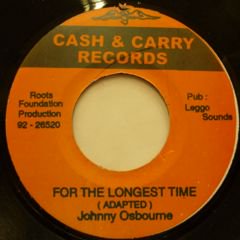 CASH & CARRY
RECORDS
Roots
Foundation
Production
92 - 26520
Pub :
Leggo
Sounds
FOR THE LONGEST TIME
( ADAPTED )
Johnny Osbourne